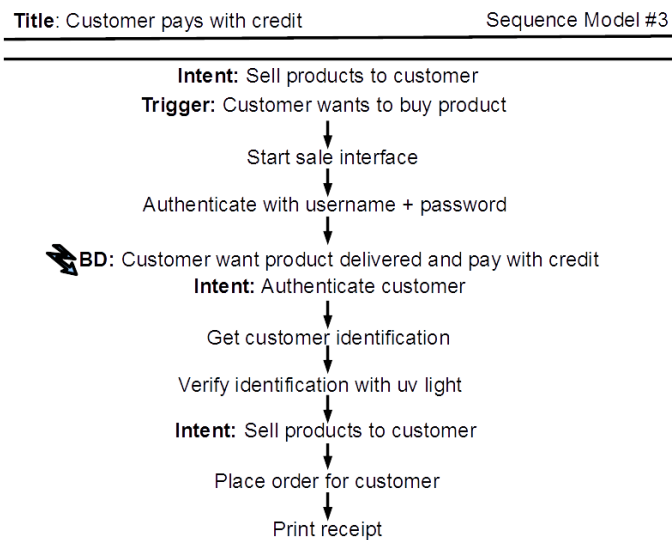 Title: Customer pays with credit Sequence Model #3
Intent: Sell products to customer
Trigger: Customer wants to buy product
Start sale interface
Authenticate with username + password
BD: Customer want product delivered and pay with credit
Intent: Authenticate customer
Get customer identification
Verify identification with uv light
Intent: Sell products to customer
Place order for customer
Print receipt